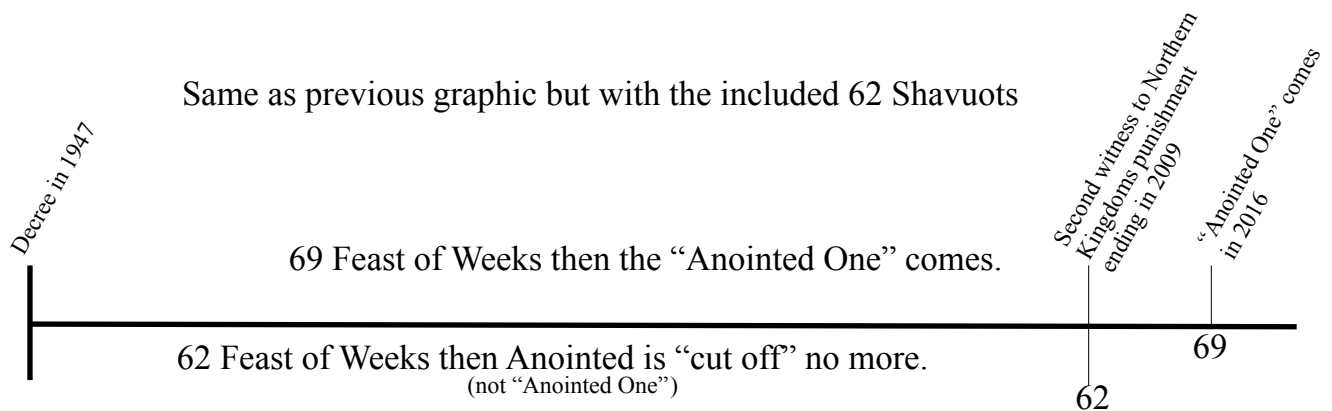 Same as previous graphic but with the included 62 Shavuots
Decree in 1947
Second witness to Northern
Kingdoms punishment
ending in 2009
“Anointed One” comes
in 2016
69 Feast of Weeks then the “Anointed One” comes.
62 Feast of Weeks then Anointed is “cut off” no more.
(not “Anointed One”)
69
62